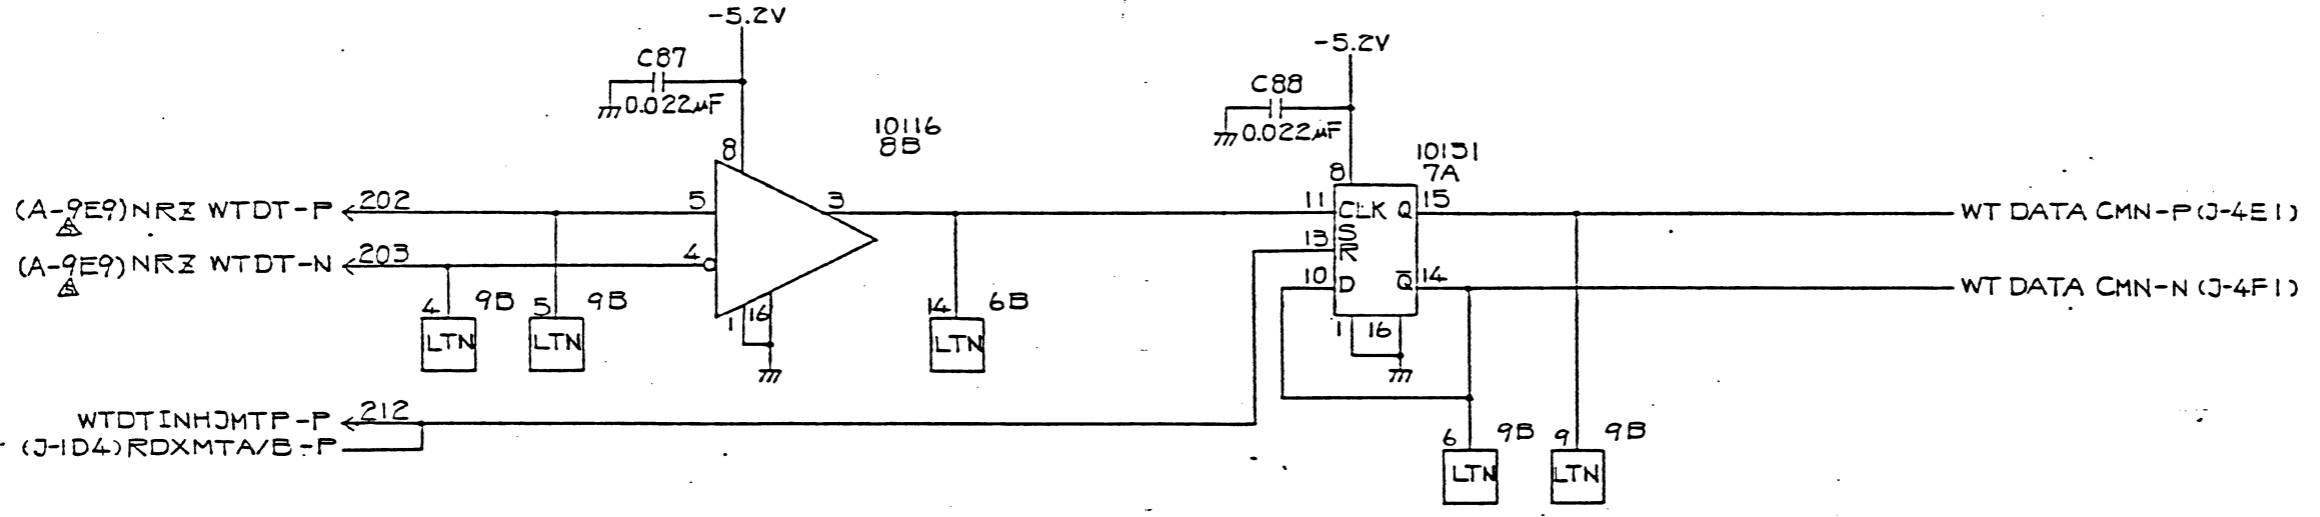 -5.2V
C87
0.022µF
10116
8B
8
(A-9E9)NRZ WTDT-P
202
5
3
(A-9E9)NRZ WTDT-N
203
4
1
16
4
9B
LTN
5
9B
LTN
14
6B
LTN
WTDTINHJMTP-P
212
(J-1D4)RDXMTA/B-P
-5.2V
C88
0.022µF
10131
7A
8
11
CLK
Q
15
WT DATA CMN-P(J-4E1)
S
13
R
10
D
Q̅
14
WT DATA CMN-N(J-4F1)
1
16
6
9B
LTN
9
9B
LTN